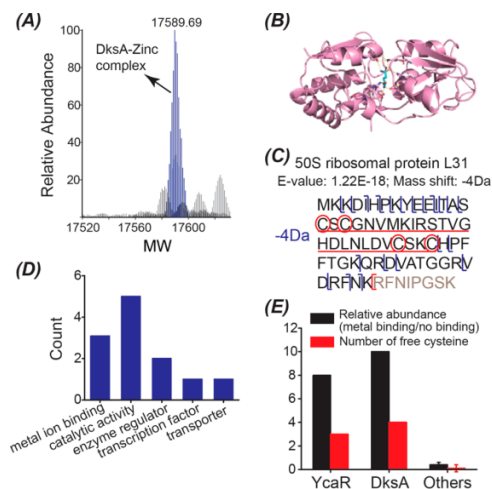 (A)
17589.69
DksA-Zinc
complex
Relative Abundance
100
80
60
40
20
0
17520
17560
17600
MW
(B)
(C) 50S ribosomal protein L31
E-value: 1.22E-18; Mass shift: -4Da
MKKDIHPKYEEITAS
CSCGNVMKIRSTVG
-4Da
HDLNLDVCSKCHPF
FTGKQRDVATGGRV
DRFNKRFNIPGSK
(D)
Count
6
4
2
0
metal ion binding
catalytic activity
enzyme regulator
transcription factor
transporter
(E)
Relative abundance
(metal binding/no binding)
Number of free cysteine
12
10
8
6
4
2
0
YcaR
DksA
Others